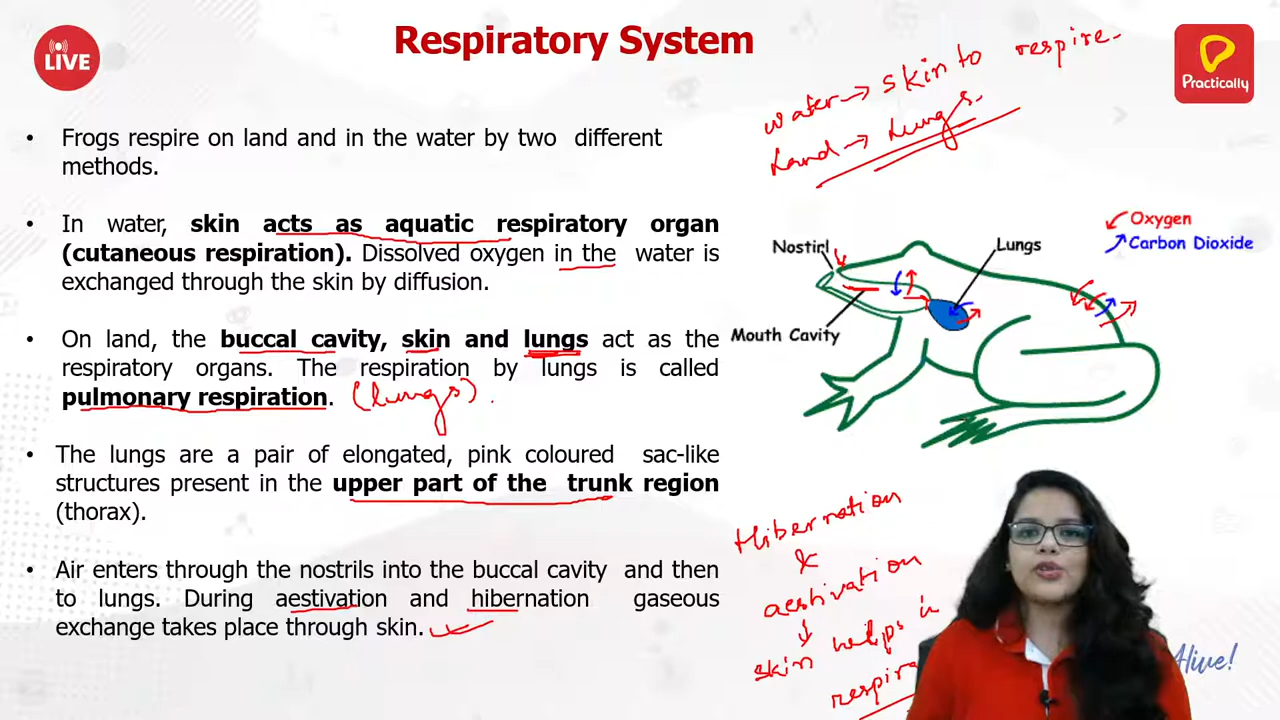 Respiratory System
LIVE
Practically
water → skin to respire.
Land → Lungs.
• Frogs respire on land and in the water by two different
methods.
• In water, skin acts as aquatic respiratory organ
(cutaneous respiration). Dissolved oxygen in the water is
exchanged through the skin by diffusion.
• On land, the buccal cavity, skin and lungs act as the
respiratory organs. The respiration by lungs is called
pulmonary respiration. (lungs).
• The lungs are a pair of elongated, pink coloured sac-like
structures present in the upper part of the trunk region
(thorax).
• Air enters through the nostrils into the buccal cavity and then
to lungs. During aestivation and hibernation gaseous
exchange takes place through skin.
Oxygen
Carbon Dioxide
Nostril
Lungs
Mouth Cavity
Hibernation
&
aestivation
↓
skin helps in
respira
Alive!